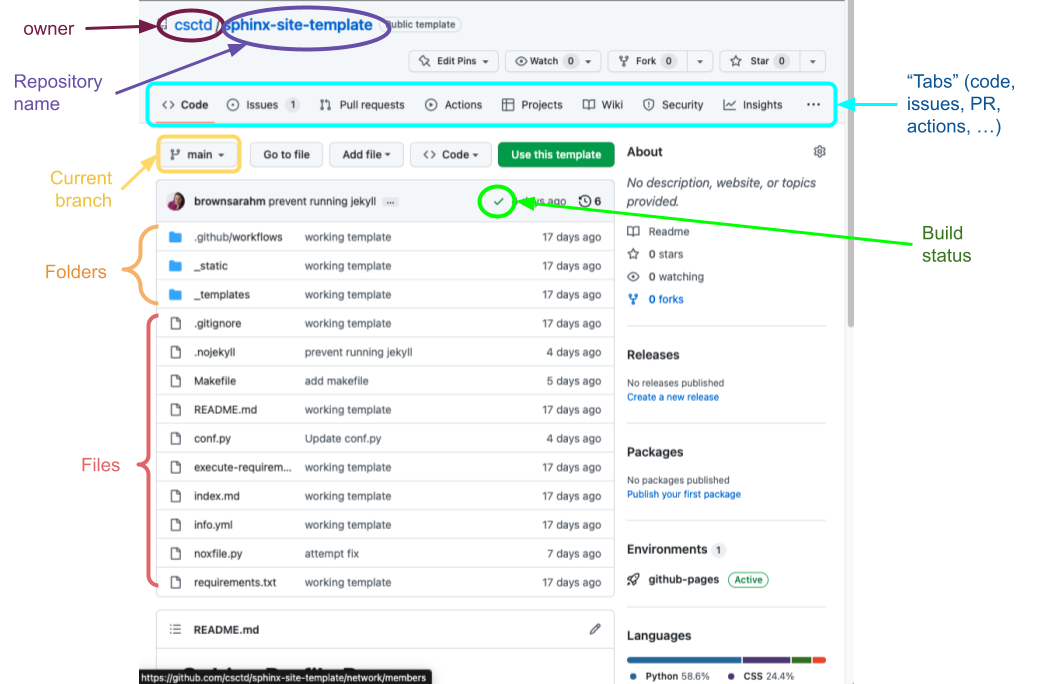 owner
csctd / sphinx-site-template Public template
Repository
name
Edit Pins Watch 0 Fork 0 Star 0
Code Issues 1 Pull requests Actions Projects Wiki Security Insights ...
“Tabs” (code,
issues, PR,
actions, …)
main Go to file Add file Code Use this template
Current
branch
brownsarahm prevent running jekyll ... days ago 6
Build
status
Folders
.github/workflows working template 17 days ago
_static working template 17 days ago
_templates working template 17 days ago
Files
.gitignore working template 17 days ago
.nojekyll prevent running jekyll 4 days ago
Makefile add makefile 5 days ago
README.md working template 17 days ago
conf.py Update conf.py 4 days ago
execute-requirem... working template 17 days ago
index.md working template 17 days ago
info.yml working template 17 days ago
noxfile.py attempt fix 7 days ago
requirements.txt working template 17 days ago
README.md
https://github.com/csctd/sphinx-site-template/network/members
About
No description, website, or topics
provided.
Readme
0 stars
0 watching
0 forks
Releases
No releases published
Create a new release
Packages
No packages published
Publish your first package
Environments 1
github-pages Active
Languages
Python 58.6% CSS 24.4%